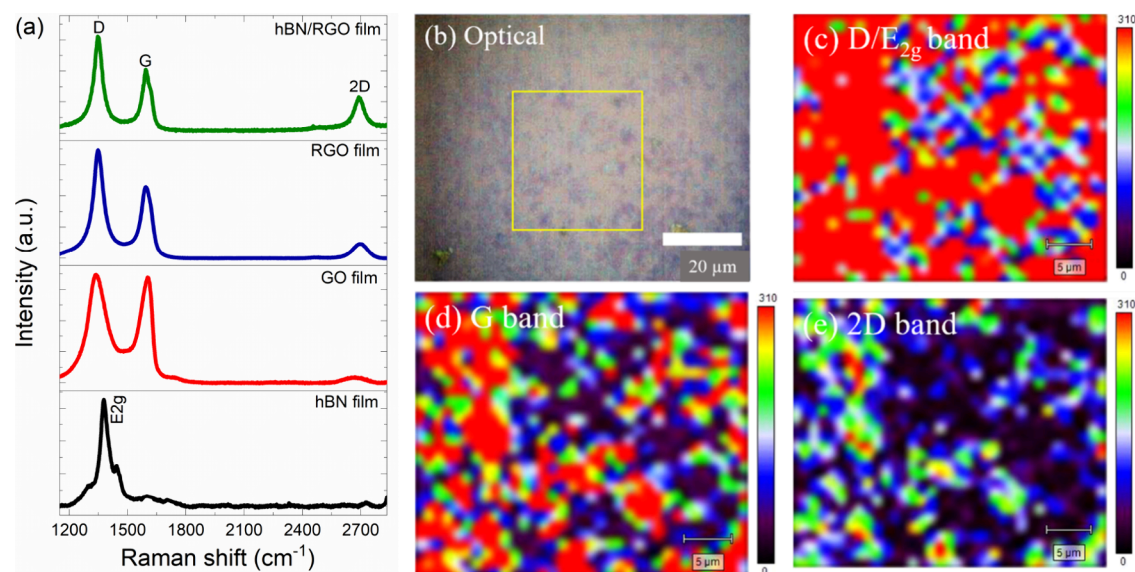 (a)
D
hBN/RGO film
G
2D
RGO film
GO film
hBN film
E2g
Intensity (a.u.)
1200 1500 1800 2100 2400 2700
Raman shift (cm⁻¹)
(b) Optical
20 µm
(c) D/E₂g band
310
0
5 µm
(d) G band
310
0
5 µm
(e) 2D band
310
0
5 µm